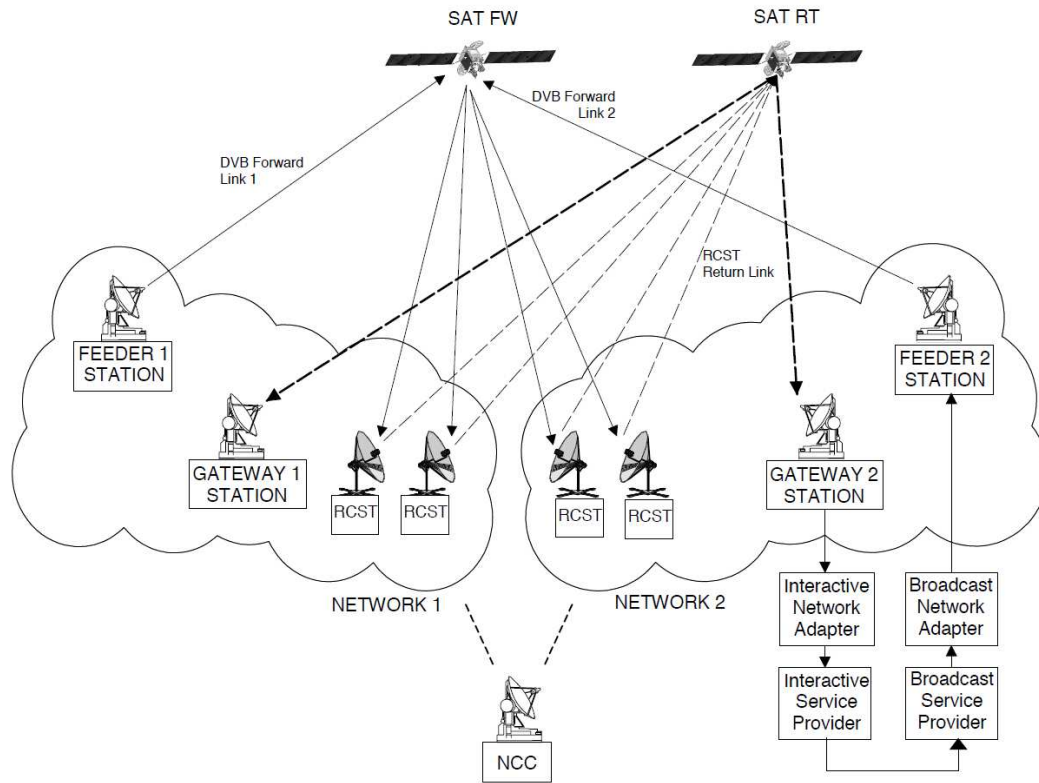 SAT FW
SAT RT
DVB Forward
Link 1
DVB Forward
Link 2
RCST
Return Link
FEEDER 1
STATION
FEEDER 2
STATION
GATEWAY 1
STATION
RCST
RCST
RCST
RCST
GATEWAY 2
STATION
NETWORK 1
NETWORK 2
Interactive
Network
Adapter
Broadcast
Network
Adapter
Interactive
Service
Provider
Broadcast
Service
Provider
NCC